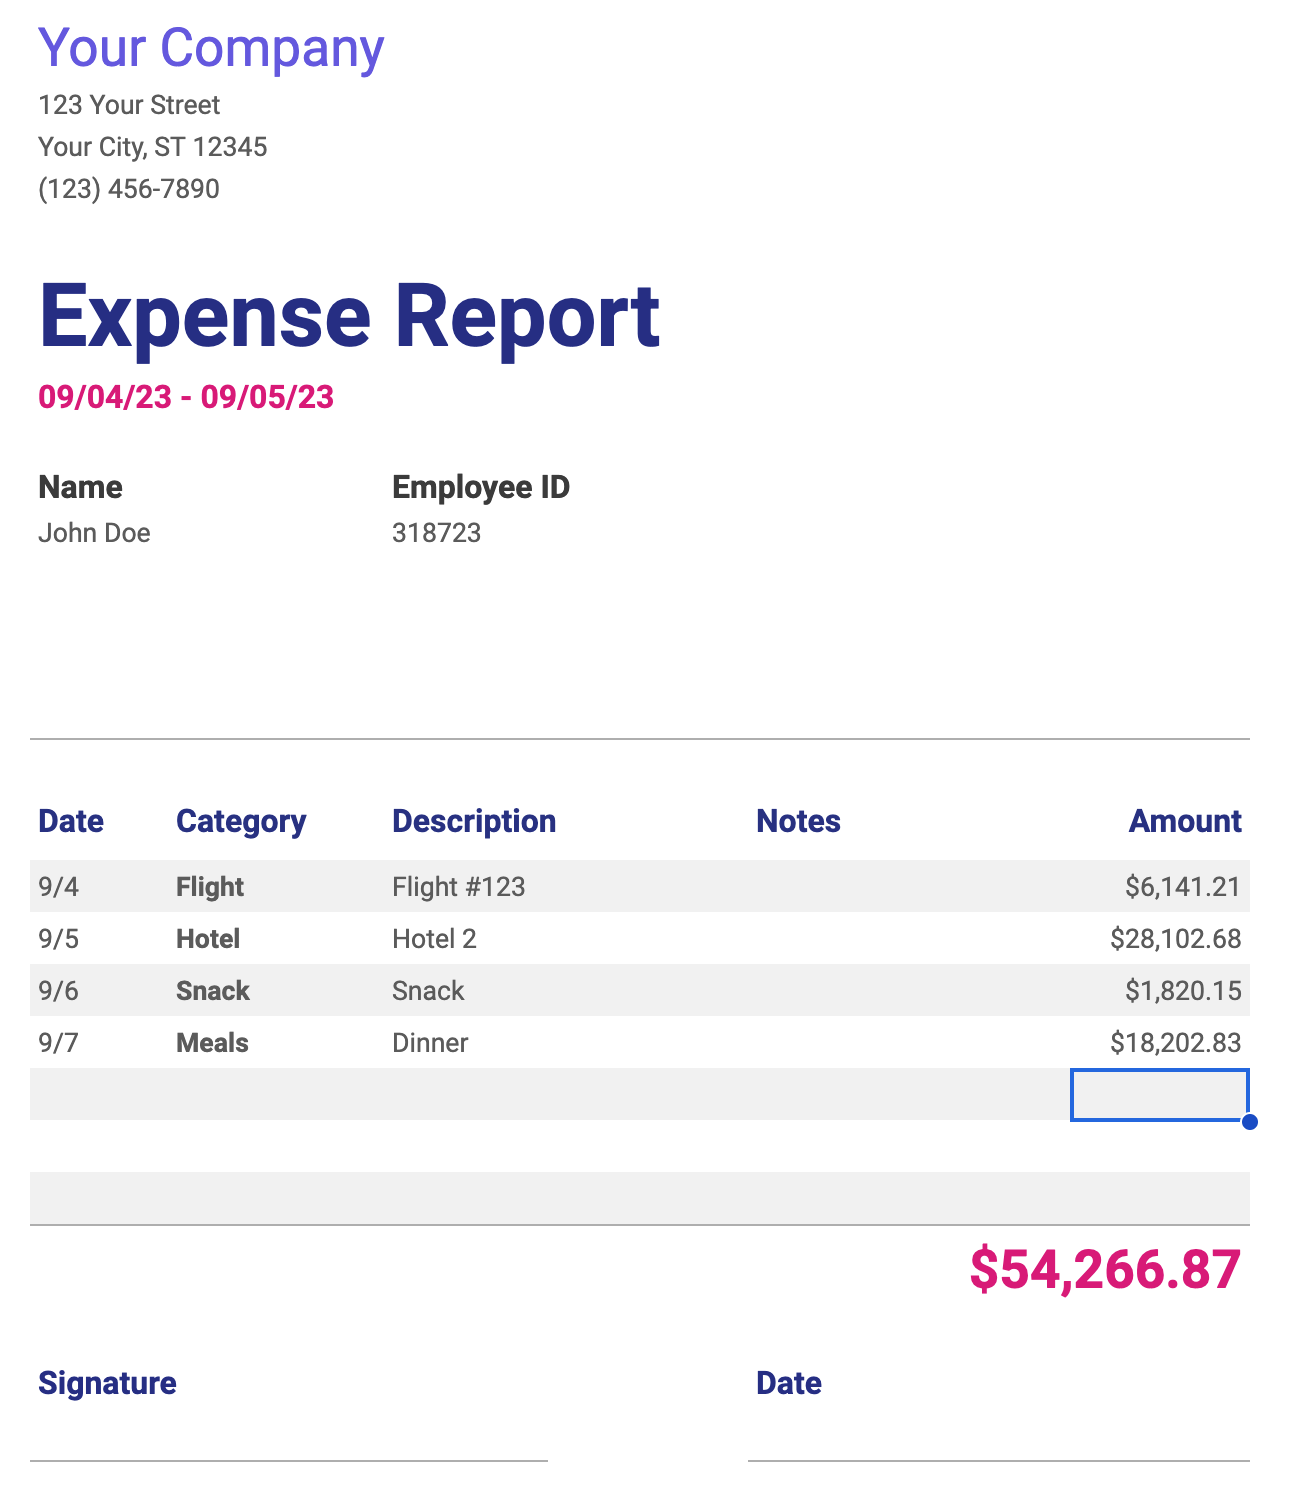 Your Company
123 Your Street
Your City, ST 12345
(123) 456-7890
Expense Report
09/04/23 - 09/05/23
Name Employee ID
John Doe 318723
Date Category Description Notes Amount
9/4 Flight Flight #123 $6,141.21
9/5 Hotel Hotel 2 $28,102.68
9/6 Snack Snack $1,820.15
9/7 Meals Dinner $18,202.83
$54,266.87
Signature Date